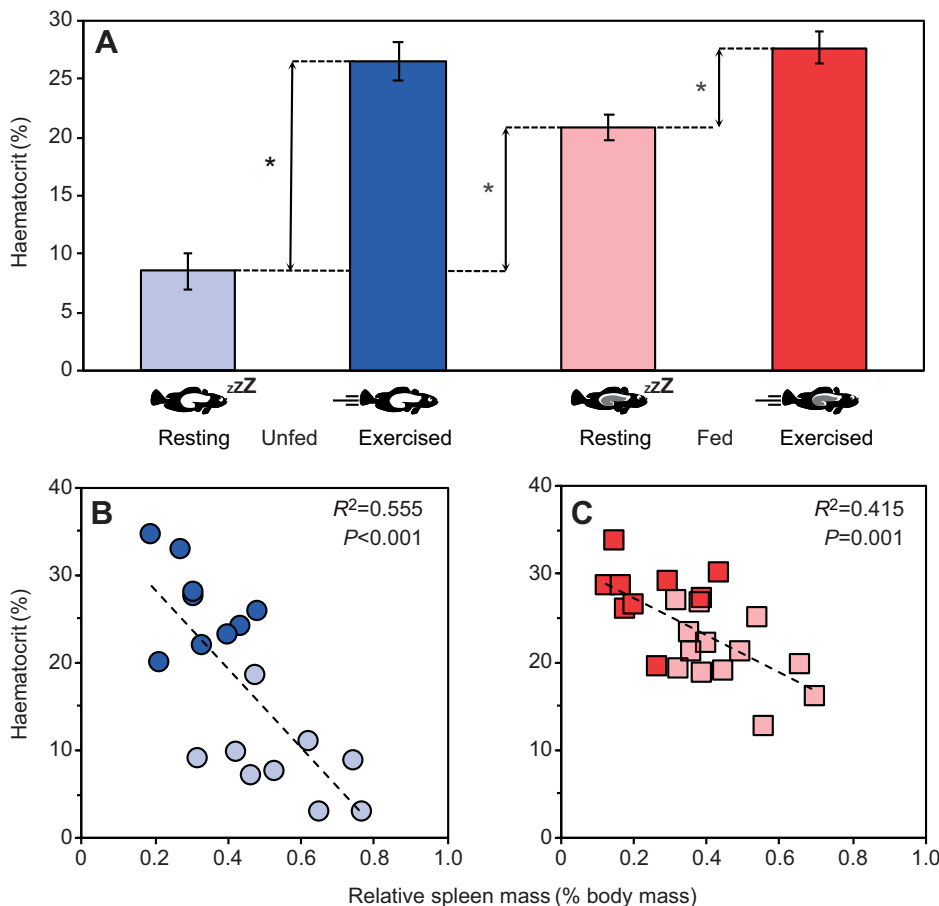 A
Haematocrit (%)
30
25
20
15
10
5
0
*
*
*
zzZ
zzZ
Resting Unfed Exercised Resting Fed Exercised
B
R²=0.555
P<0.001
Haematocrit (%)
40
30
20
10
0
0.2 0.4 0.6 0.8 1.0
C
R²=0.415
P=0.001
40
30
20
10
0
0 0.2 0.4 0.6 0.8 1.0
Relative spleen mass (% body mass)